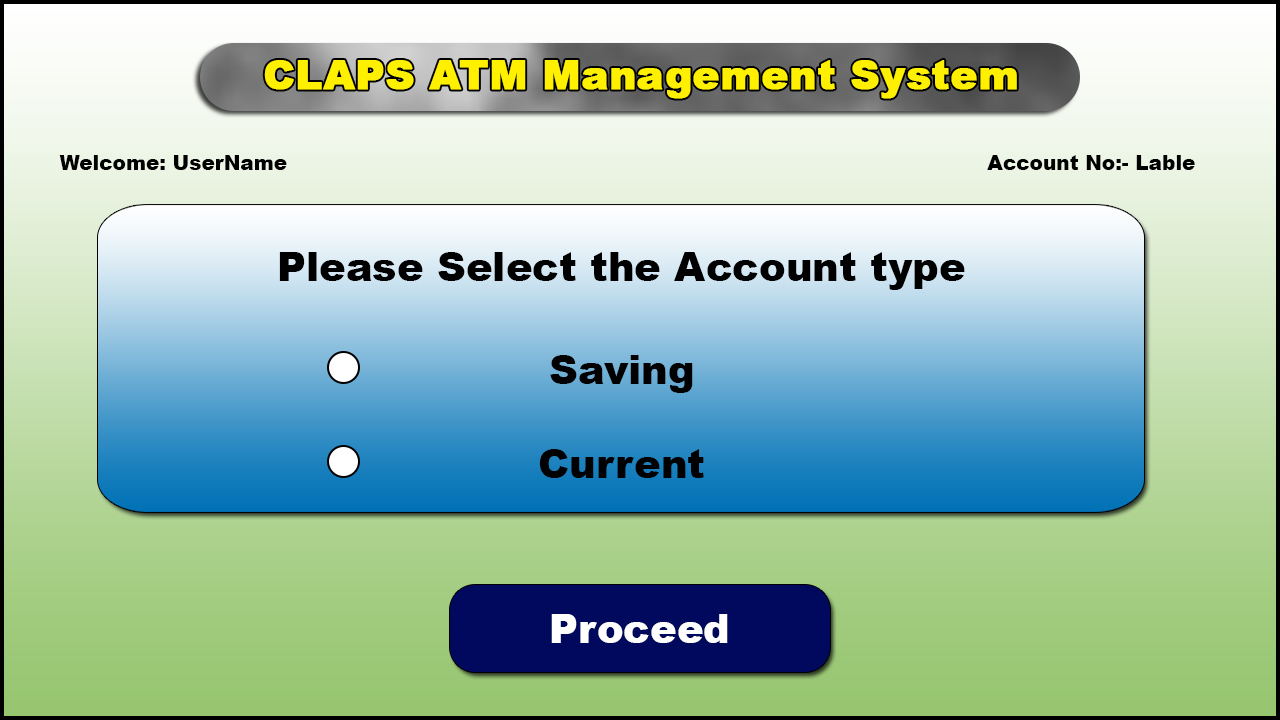 CLAPS ATM Management System
Welcome: UserName
Account No:- Lable
Please Select the Account type
Saving
Current
Proceed